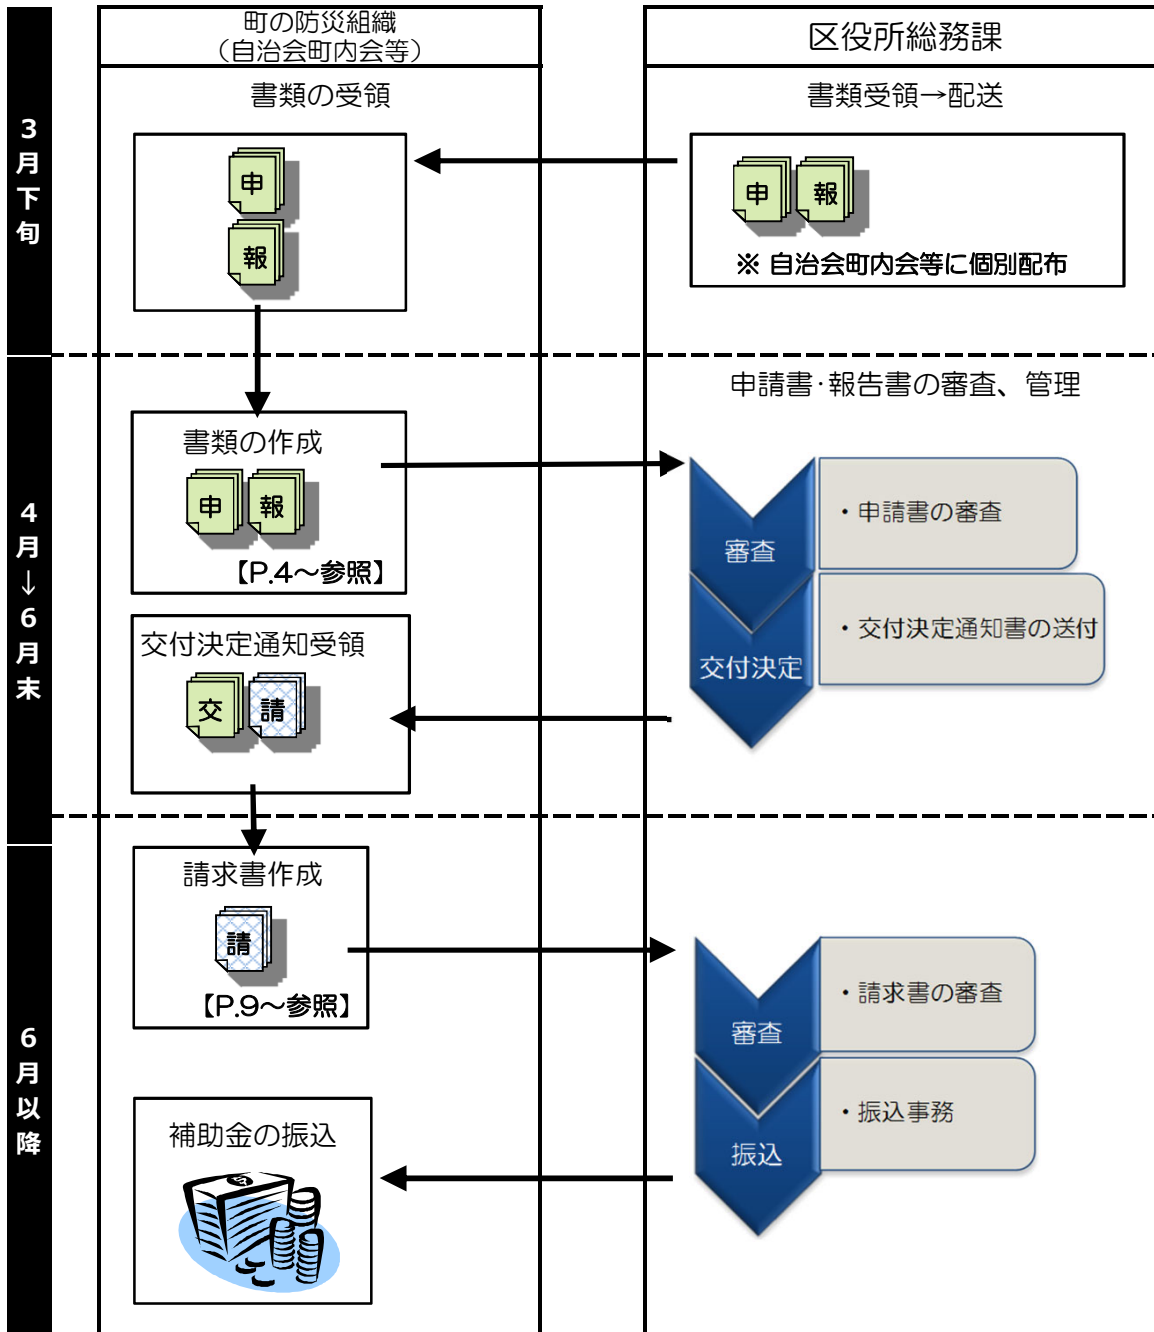 町の防災組織
（自治会町内会等）
区役所総務課
3月下旬
書類の受領
書類受領→配送
申
報
申
報
※ 自治会町内会等に個別配布
4月↓6月末
申請書･報告書の審査、管理
書類の作成
申
報
【P.4～参照】
審査
・申請書の審査
交付決定
・交付決定通知書の送付
交付決定通知受領
交
請
6月以降
請求書作成
請
【P.9～参照】
審査
・請求書の審査
振込
・振込事務
補助金の振込